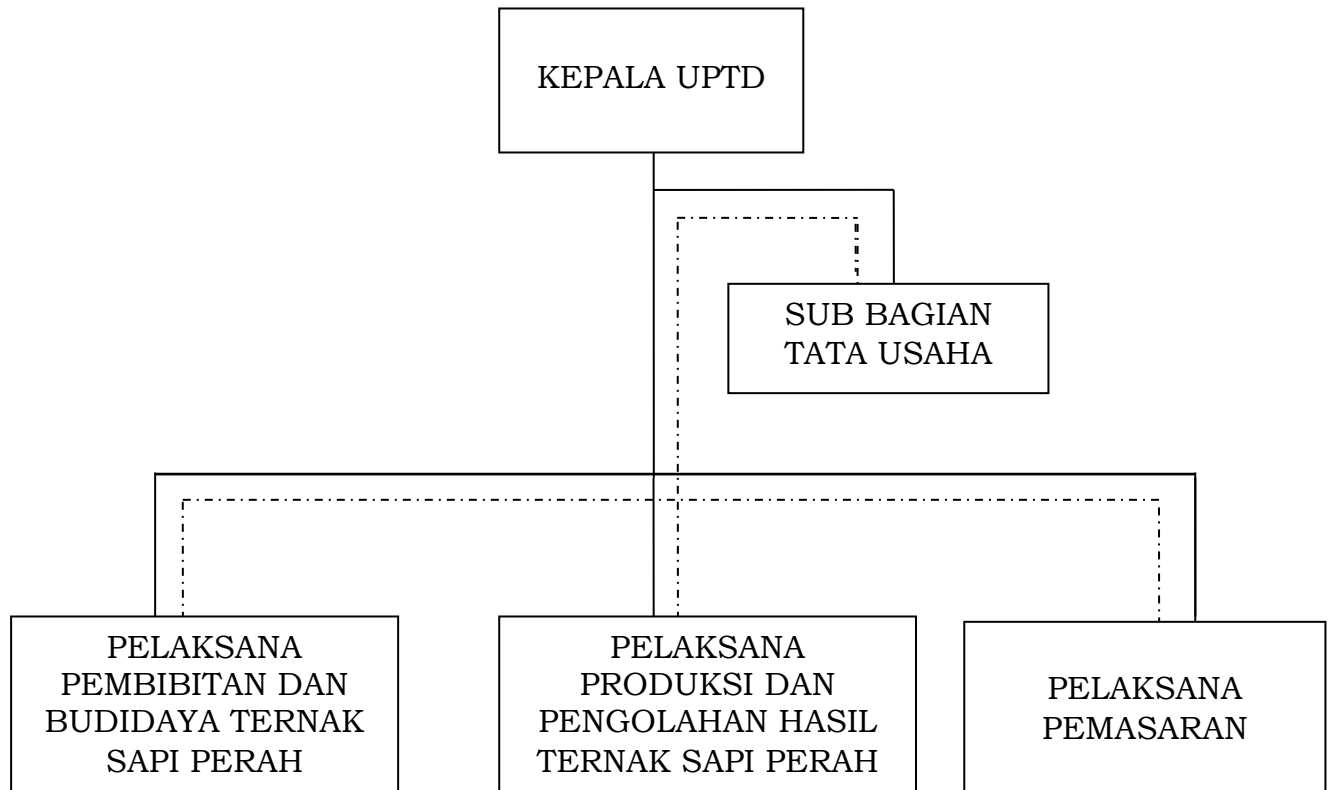 KEPALA UPTD
SUB BAGIAN
TATA USAHA
PELAKSANA
PEMBIBITAN DAN
BUDIDAYA TERNAK
SAPI PERAH
PELAKSANA
PRODUKSI DAN
PENGOLAHAN HASIL
TERNAK SAPI PERAH
PELAKSANA
PEMASARAN